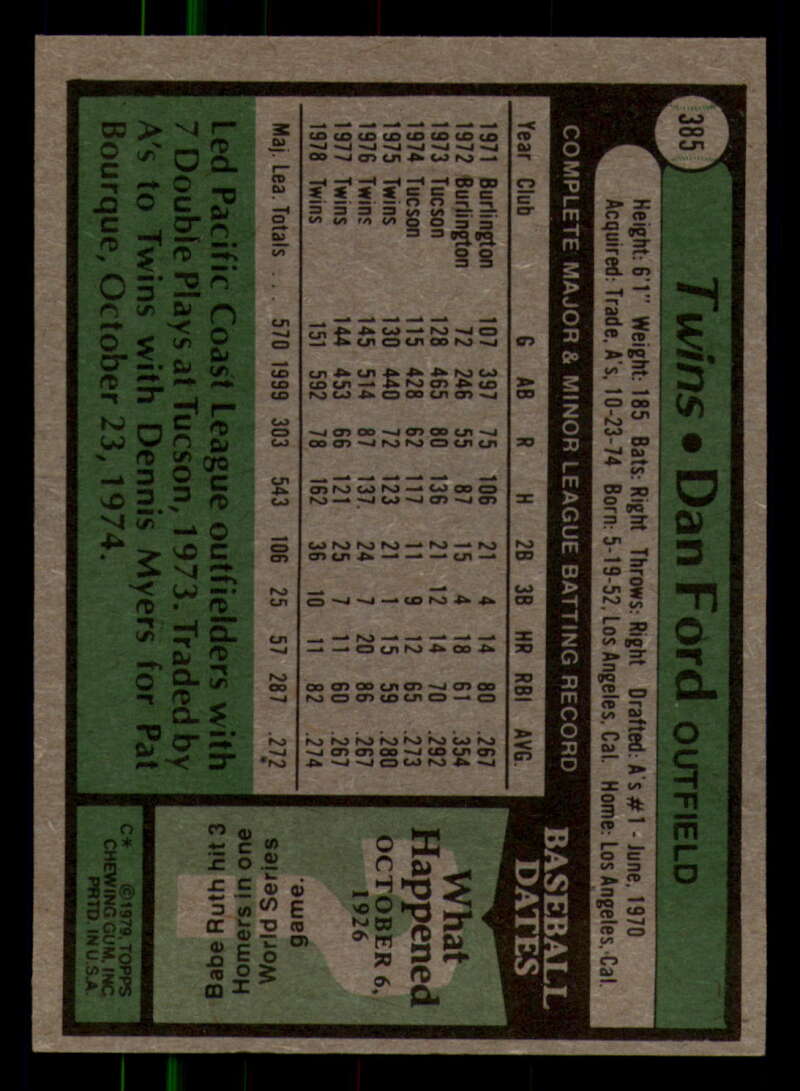 385
Twins • Dan Ford OUTFIELD
Height: 6'1" Weight: 185 Bats: Right Throws: Right Drafted: A's #1 - June, 1970
Acquired: Trade, A's, 10-23-74 Born: 5-19-52, Los Angeles, Cal. Home: Los Angeles, Cal.
COMPLETE MAJOR & MINOR LEAGUE BATTING RECORD
Year Club G AB R H 2B 3B HR RBI AVG.
1971 Burlington 107 397 75 106 21 4 14 80 .267
1972 Burlington 72 246 55 87 15 4 18 61 .354
1973 Tucson 128 465 80 136 21 12 14 70 .292
1974 Tucson 115 428 62 117 11 9 12 65 .273
1975 Twins 130 440 72 123 21 1 15 59 .280
1976 Twins 145 514 87 137 24 7 20 86 .267
1977 Twins 144 453 66 121 25 7 11 60 .267
1978 Twins 151 592 78 162 36 10 11 82 .274
Maj. Lea. Totals . . . 570 1999 303 543 106 25 57 287 .272
Led Pacific Coast League outfielders with
7 Double Plays at Tucson, 1973. Traded by
A's to Twins with Dennis Myers for Pat
Bourque, October 23, 1974.
BASEBALL
DATES
What
Happened
OCTOBER 6,
1926
?
Babe Ruth hit 3
Homers in one
World Series
game.
C* ©1979, TOPPS
CHEWING GUM, INC.
PRTD. IN U.S.A.